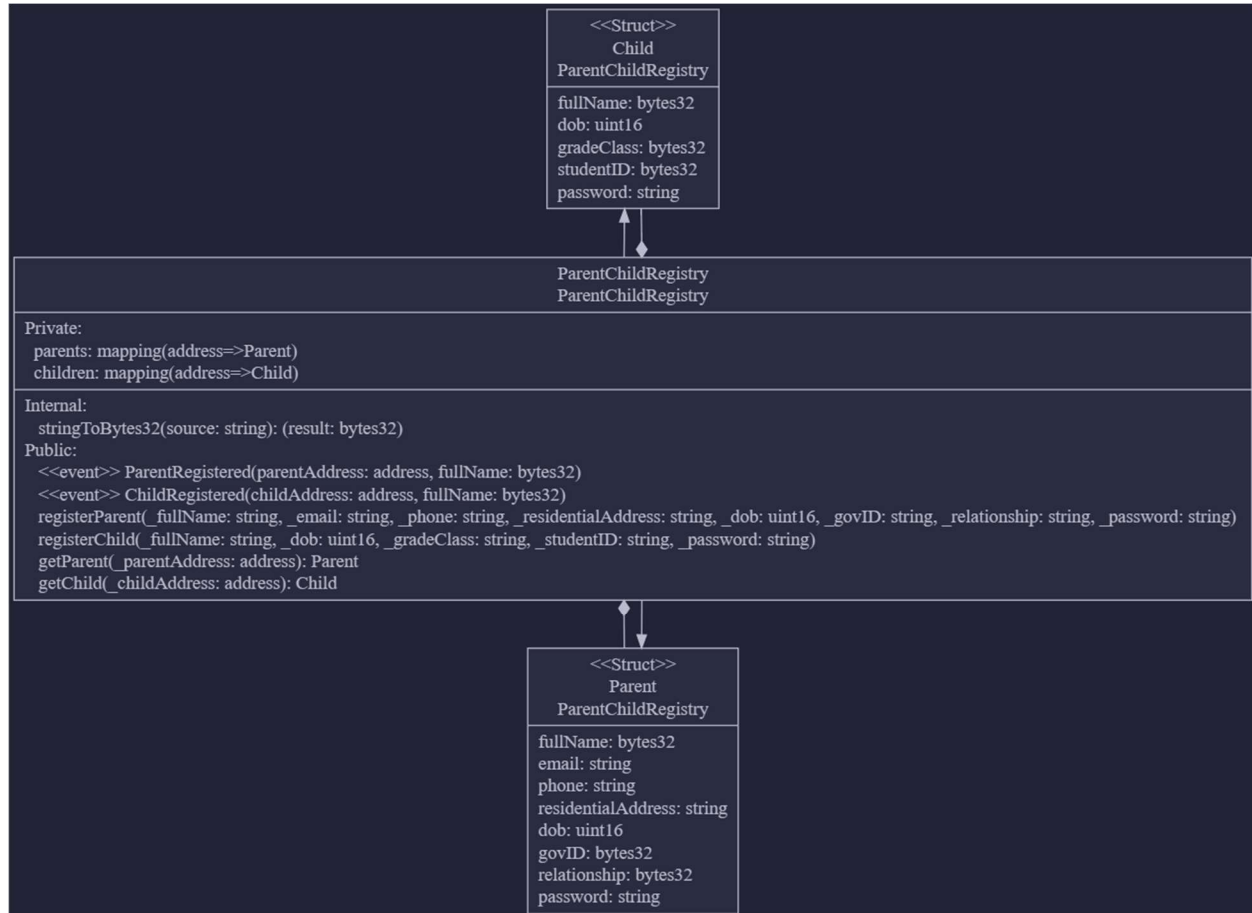 <<Struct>>
Child
ParentChildRegistry
fullName: bytes32
dob: uint16
gradeClass: bytes32
studentID: bytes32
password: string
ParentChildRegistry
ParentChildRegistry
Private:
parents: mapping(address=>Parent)
children: mapping(address=>Child)
Internal:
stringToBytes32(source: string): (result: bytes32)
Public:
<<event>> ParentRegistered(parentAddress: address, fullName: bytes32)
<<event>> ChildRegistered(childAddress: address, fullName: bytes32)
registerParent(_fullName: string, _email: string, _phone: string, _residentialAddress: string, _dob: uint16, _govID: string, _relationship: string, _password: string)
registerChild(_fullName: string, _dob: uint16, _gradeClass: string, _studentID: string, _password: string)
getParent(_parentAddress: address): Parent
getChild(_childAddress: address): Child
<<Struct>>
Parent
ParentChildRegistry
fullName: bytes32
email: string
phone: string
residentialAddress: string
dob: uint16
govID: bytes32
relationship: bytes32
password: string